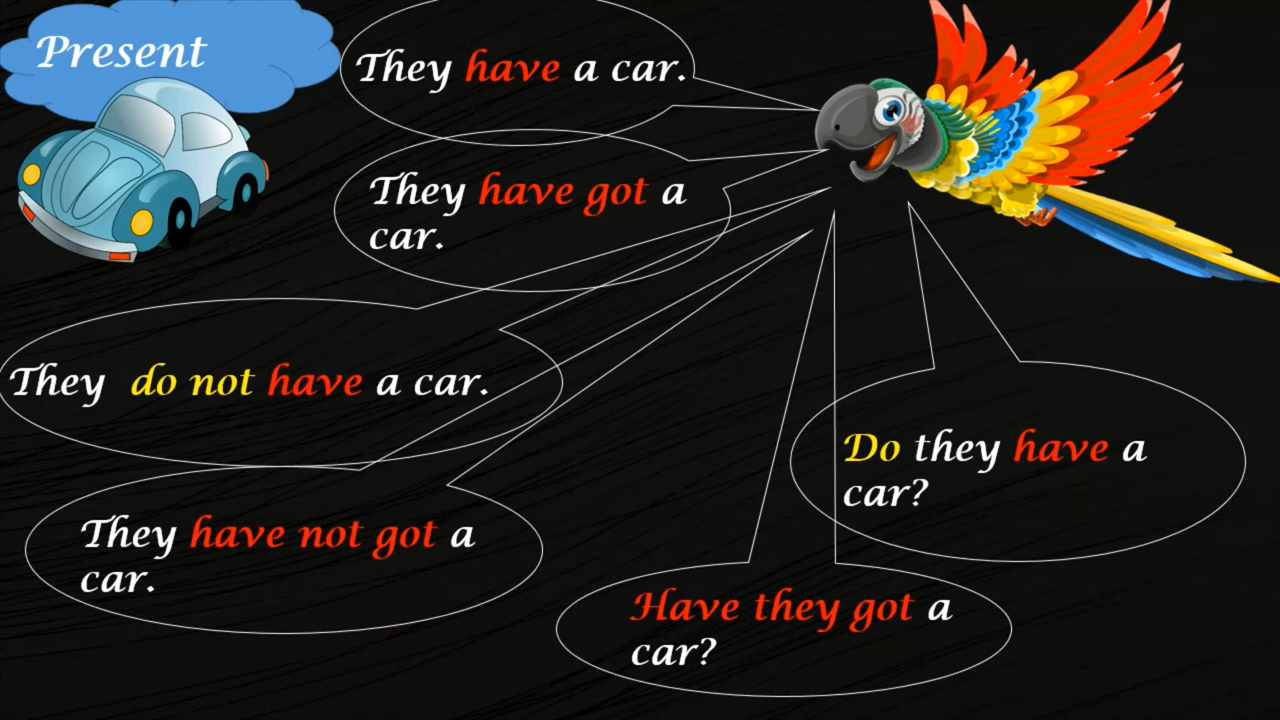 Present
They have a car.
They have got a
car.
They do not have a car.
They have not got a
car.
Do they have a
car?
Have they got a
car?